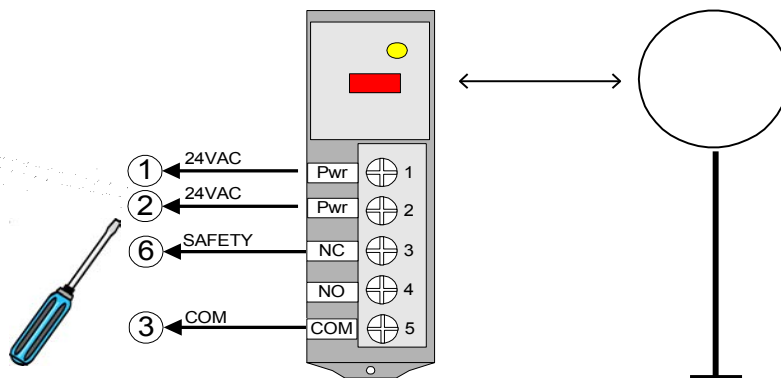 1 24VAC Pwr 1
2 24VAC Pwr 2
6 SAFETY NC 3
NO 4
3 COM COM 5